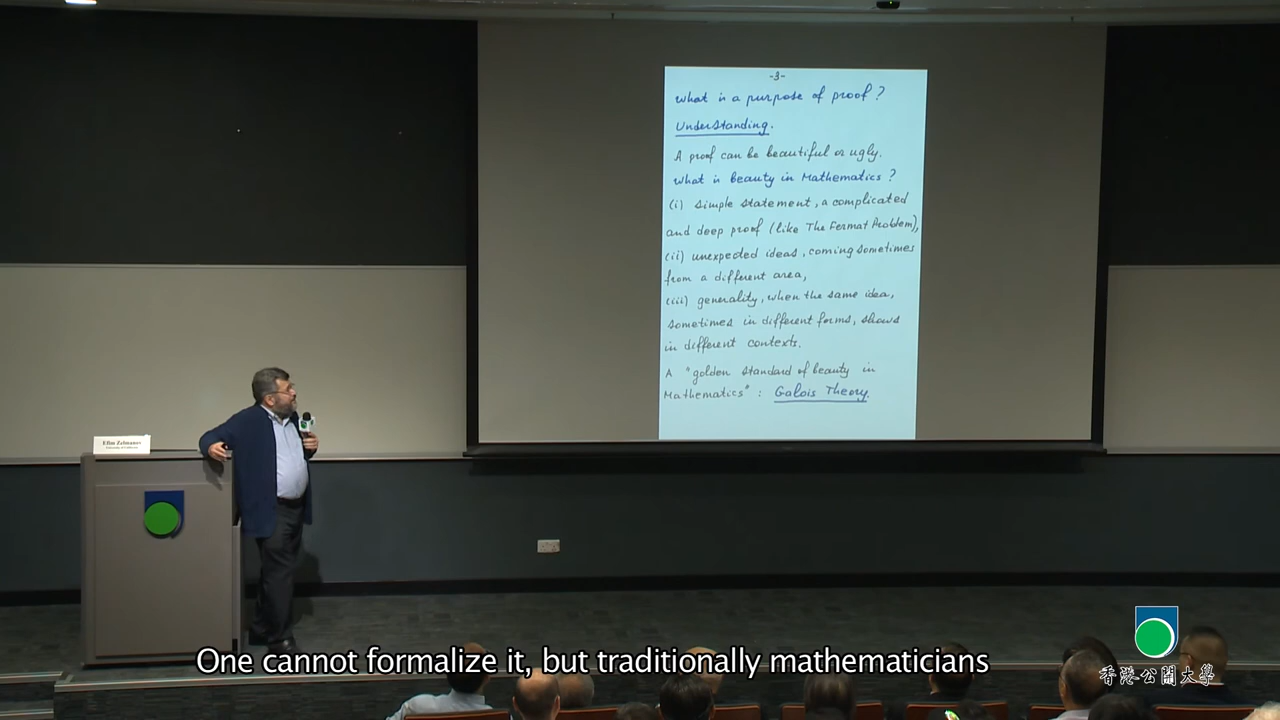 -3-
What is a purpose of proof?
Understanding.
A proof can be beautiful or ugly.
What is beauty in Mathematics?
(i) simple statement, a complicated
and deep proof (like The Fermat Problem),
(ii) unexpected ideas, coming sometimes
from a different area,
(iii) generality, when the same idea,
sometimes in different forms, shows
in different contexts.
A "golden standard of beauty in
Mathematics": Galois Theory.
Efim Zelmanov
One cannot formalize it, but traditionally mathematicians
香港公開大學